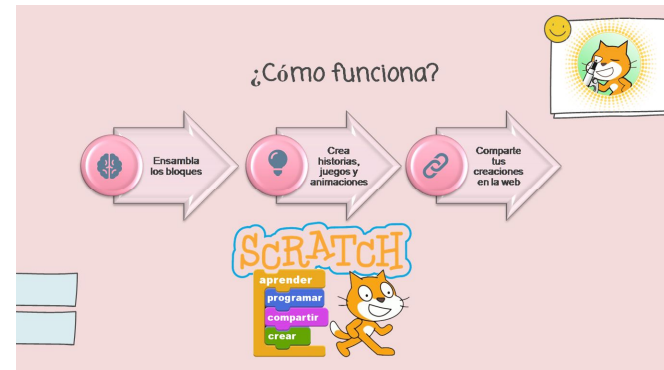 ¿Cómo funciona?
Ensambla
los bloques
Crea
historias,
juegos y
animaciones
Comparte
tus
creaciones
en la web
SCRATCH
aprender
programar
compartir
crear